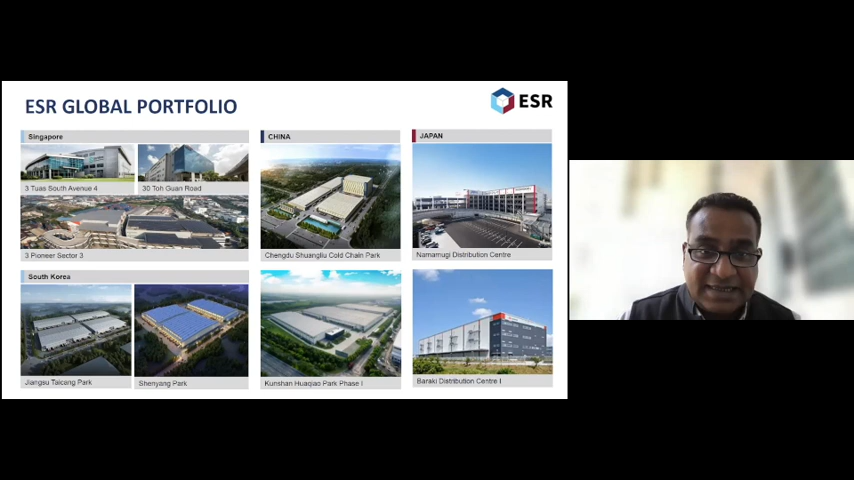 ESR GLOBAL PORTFOLIO
ESR
Singapore
3 Tuas South Avenue 4
30 Toh Guan Road
3 Pioneer Sector 3
CHINA
Chengdu Shuangliu Cold Chain Park
JAPAN
Namamugi Distribution Centre
South Korea
Jiangsu Taicang Park
Shenyang Park
Kunshan Huaqiao Park Phase I
Baraki Distribution Centre I